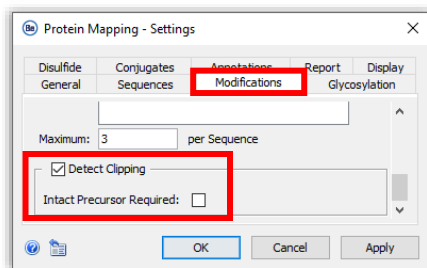 Protein Mapping - Settings
Disulfide Conjugates Annotations Report Display
General Sequences Modifications Glycosylation
Maximum: 3 per Sequence
Detect Clipping
Intact Precursor Required:
OK Cancel Apply